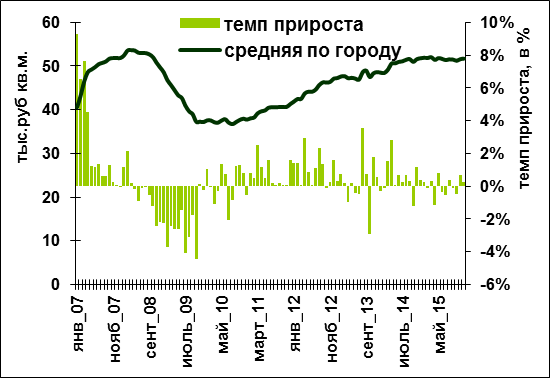 темп прироста
средняя по городу
тыс.руб кв.м.
60
50
40
30
20
10
0
10%
8%
6%
4%
2%
0%
-2%
-4%
-6%
темп прироста, в %
янв_07
нояб_07
сент_08
июль_09
май_10
март_11
янв_12
нояб_12
сент_13
июль_14
май_15